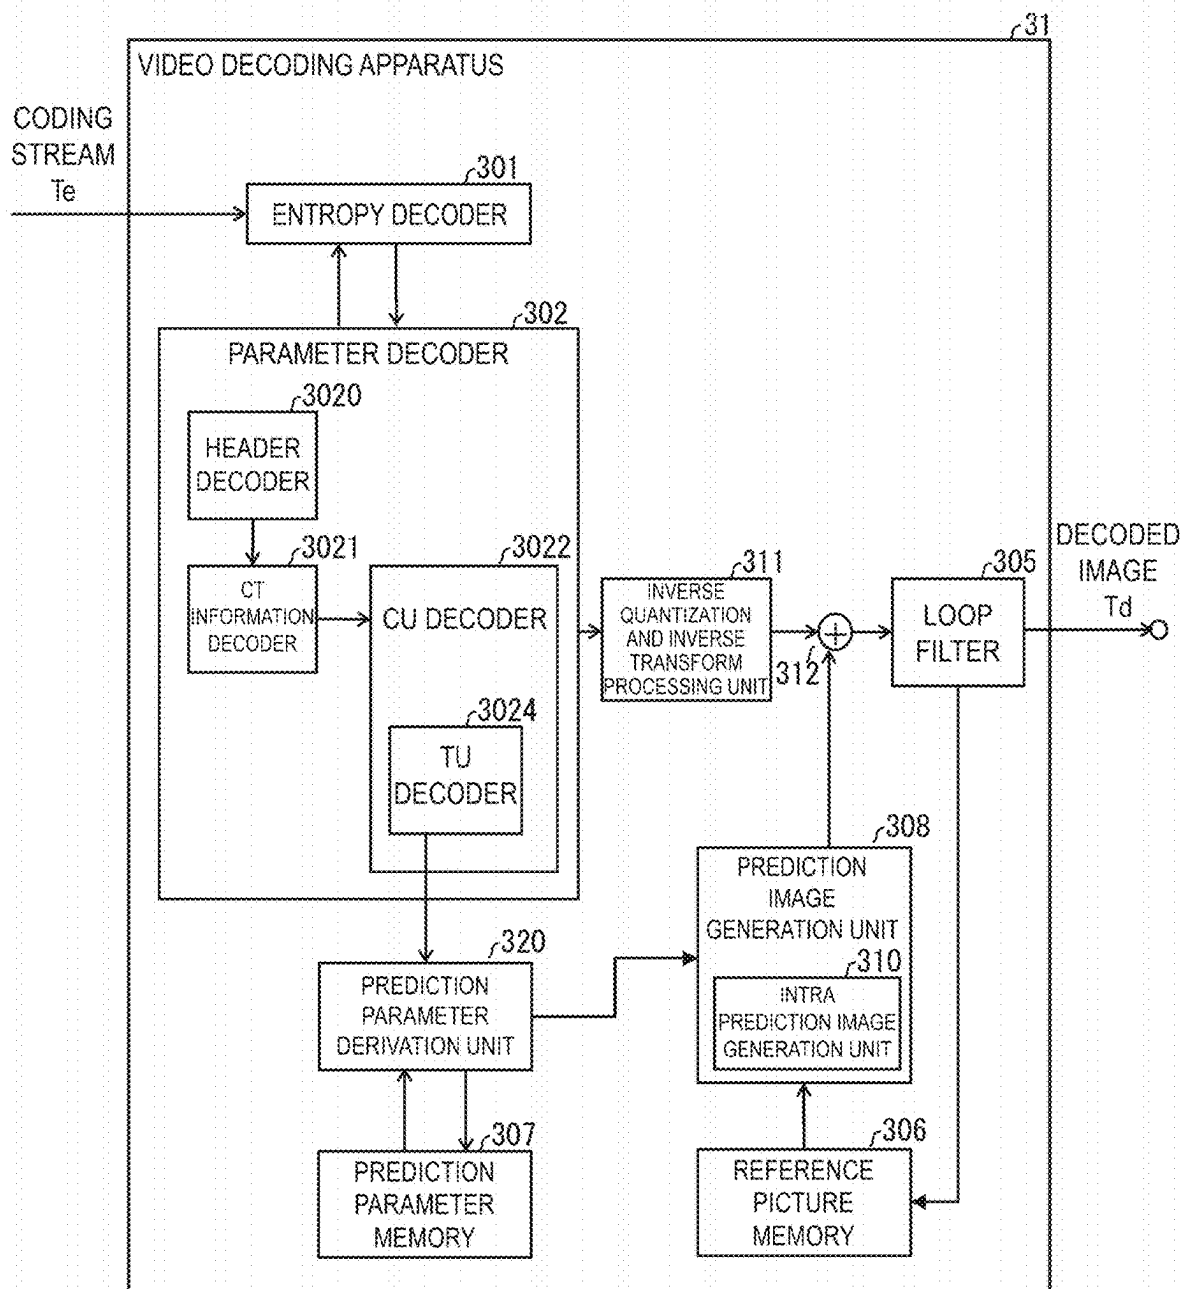 31
VIDEO DECODING APPARATUS
CODING
STREAM
Te
301
ENTROPY DECODER
302
PARAMETER DECODER
3020
HEADER
DECODER
3021
CT
INFORMATION
DECODER
3022
CU DECODER
3024
TU
DECODER
311
INVERSE
QUANTIZATION
AND INVERSE
TRANSFORM
PROCESSING UNIT
312
305
LOOP
FILTER
DECODED
IMAGE
Td
308
PREDICTION
IMAGE
GENERATION UNIT
310
INTRA
PREDICTION IMAGE
GENERATION UNIT
320
PREDICTION
PARAMETER
DERIVATION UNIT
307
PREDICTION
PARAMETER
MEMORY
306
REFERENCE
PICTURE
MEMORY